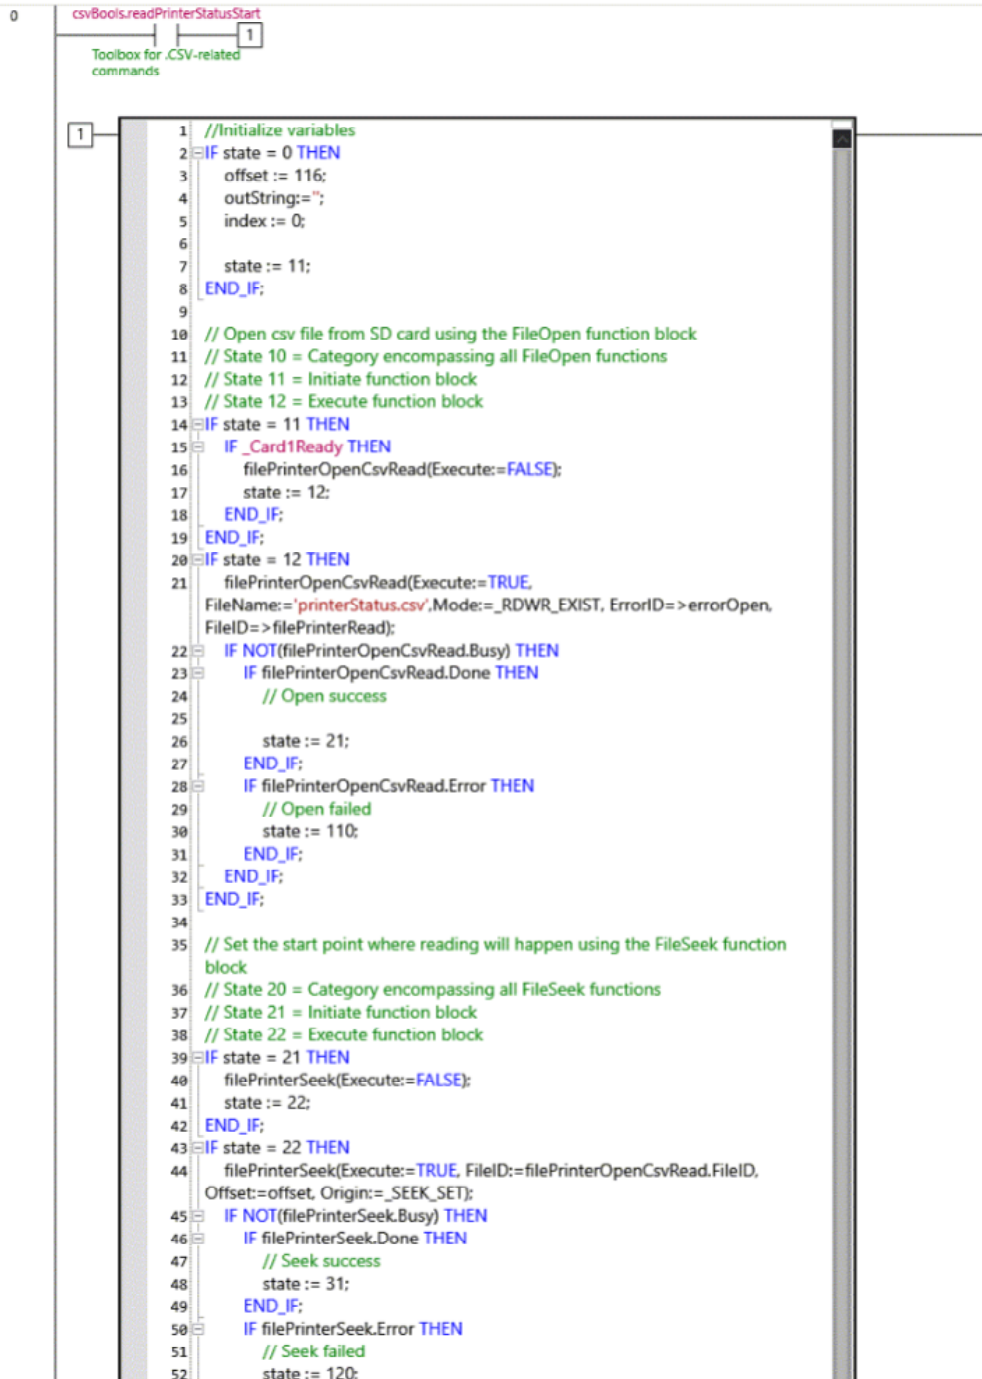 0
csvBools.readPrinterStatusStart
1
Toolbox for .CSV-related
commands
1
1 //Initialize variables
2 IF state = 0 THEN
3 offset := 116;
4 outString:='';
5 index := 0;
6
7 state := 11;
8 END_IF;
9
10 // Open csv file from SD card using the FileOpen function block
11 // State 10 = Category encompassing all FileOpen functions
12 // State 11 = Initiate function block
13 // State 12 = Execute function block
14 IF state = 11 THEN
15 IF _Card1Ready THEN
16 filePrinterOpenCsvRead(Execute:=FALSE);
17 state := 12;
18 END_IF;
19 END_IF;
20 IF state = 12 THEN
21 filePrinterOpenCsvRead(Execute:=TRUE,
FileName:='printerStatus.csv',Mode:=_RDWR_EXIST, ErrorID=>errorOpen,
FileID=>filePrinterRead);
22 IF NOT(filePrinterOpenCsvRead.Busy) THEN
23 IF filePrinterOpenCsvRead.Done THEN
24 // Open success
25
26 state := 21;
27 END_IF;
28 IF filePrinterOpenCsvRead.Error THEN
29 // Open failed
30 state := 110;
31 END_IF;
32 END_IF;
33 END_IF;
34
35 // Set the start point where reading will happen using the FileSeek function
block
36 // State 20 = Category encompassing all FileSeek functions
37 // State 21 = Initiate function block
38 // State 22 = Execute function block
39 IF state = 21 THEN
40 filePrinterSeek(Execute:=FALSE);
41 state := 22;
42 END_IF;
43 IF state = 22 THEN
44 filePrinterSeek(Execute:=TRUE, FileID:=filePrinterOpenCsvRead.FileID,
Offset:=offset, Origin:=_SEEK_SET);
45 IF NOT(filePrinterSeek.Busy) THEN
46 IF filePrinterSeek.Done THEN
47 // Seek success
48 state := 31;
49 END_IF;
50 IF filePrinterSeek.Error THEN
51 // Seek failed
52 state := 120;